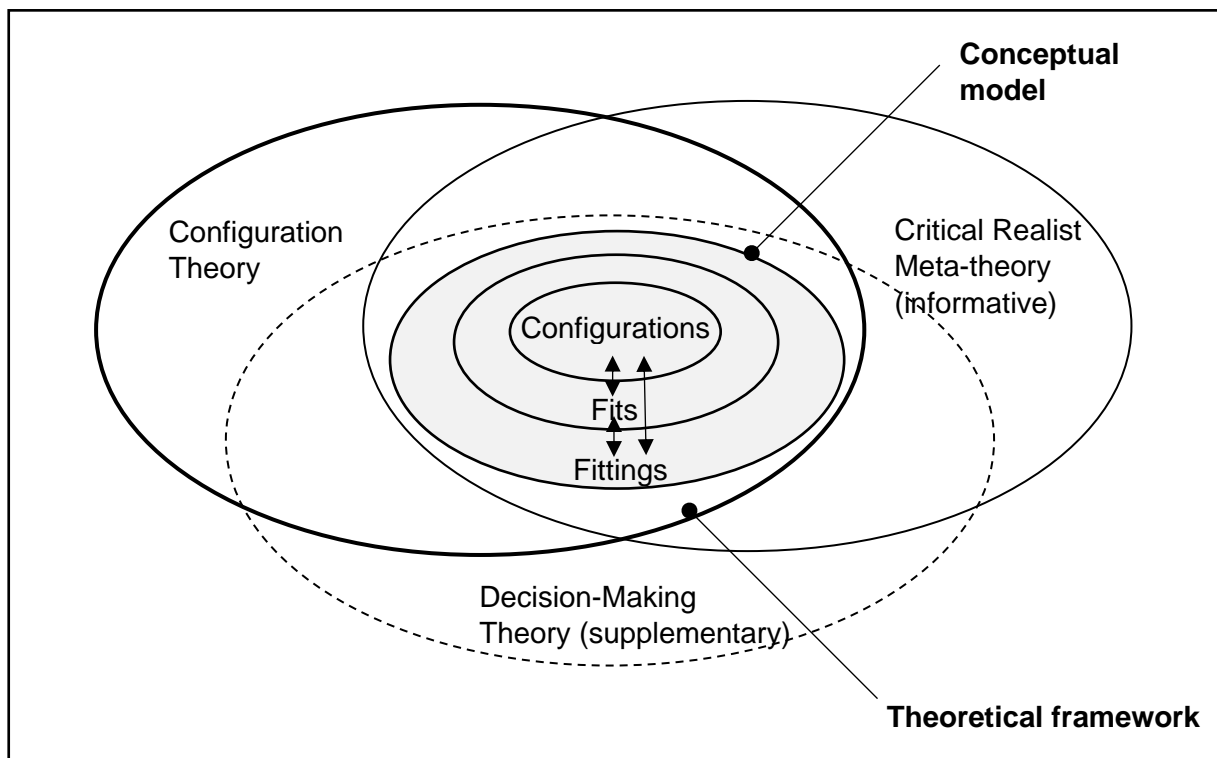 Conceptual
model
Configuration
Theory
Critical Realist
Meta-theory
(informative)
Configurations
Fits
Fittings
Decision-Making
Theory (supplementary)
Theoretical framework